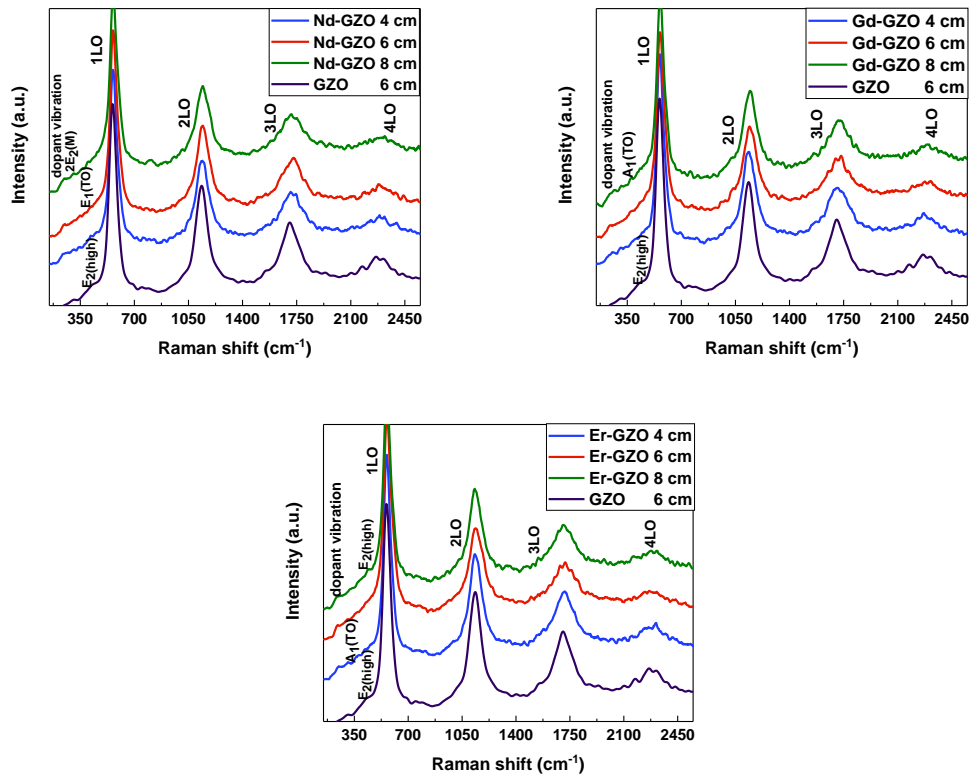 Nd-GZO 4 cm
Nd-GZO 6 cm
Nd-GZO 8 cm
GZO 6 cm
1LO
2LO
3LO
4LO
dopant vibration
2E2(M)
E1(TO)
E2(high)
Intensity (a.u.)
350 700 1050 1400 1750 2100 2450
Raman shift (cm-1)
Gd-GZO 4 cm
Gd-GZO 6 cm
Gd-GZO 8 cm
GZO 6 cm
1LO
2LO
3LO
4LO
dopant vibration
A1(TO)
E2(high)
Intensity (a.u.)
350 700 1050 1400 1750 2100 2450
Raman shift (cm-1)
Er-GZO 4 cm
Er-GZO 6 cm
Er-GZO 8 cm
GZO 6 cm
1LO
2LO
3LO
4LO
dopant vibration
E2(high)
A1(TO)
E2(high)
Intensity (a.u.)
350 700 1050 1400 1750 2100 2450
Raman shift (cm-1)